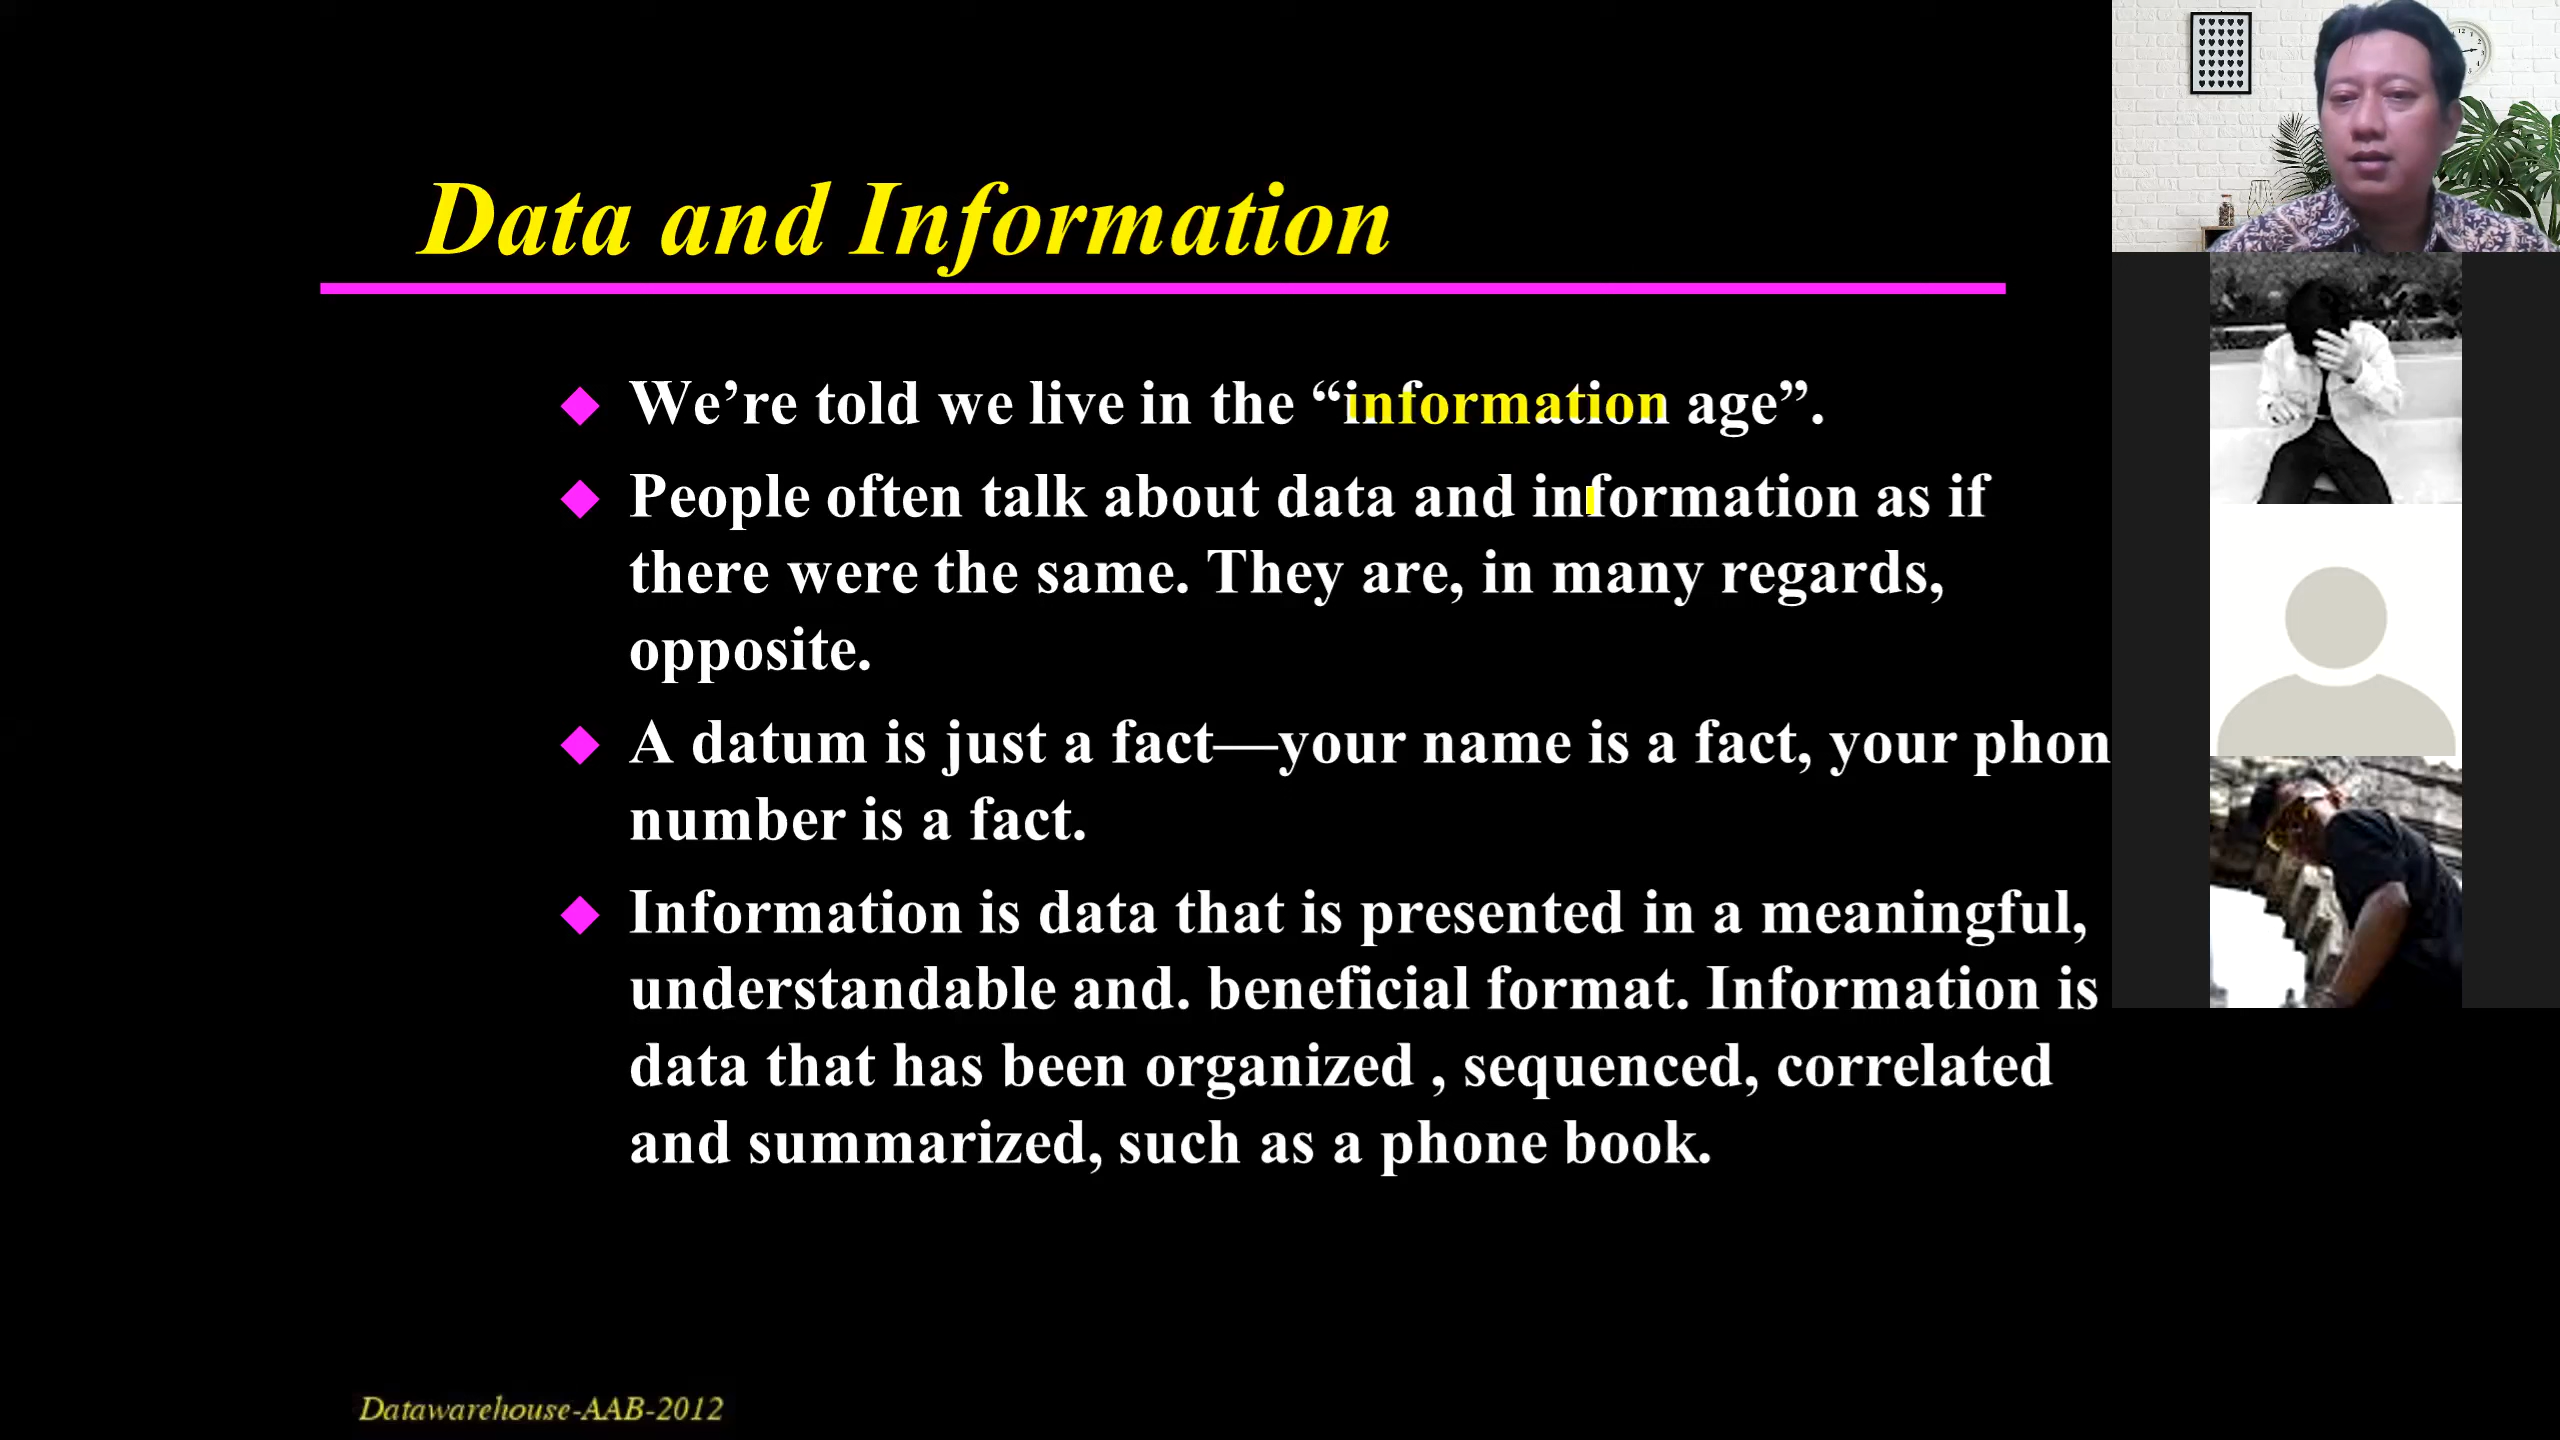 Data and Information
We’re told we live in the “information age”.
People often talk about data and information as if
there were the same. They are, in many regards,
opposite.
A datum is just a fact—your name is a fact, your phon
number is a fact.
Information is data that is presented in a meaningful,
understandable and. beneficial format. Information is
data that has been organized , sequenced, correlated
and summarized, such as a phone book.
Datawarehouse-AAB-2012